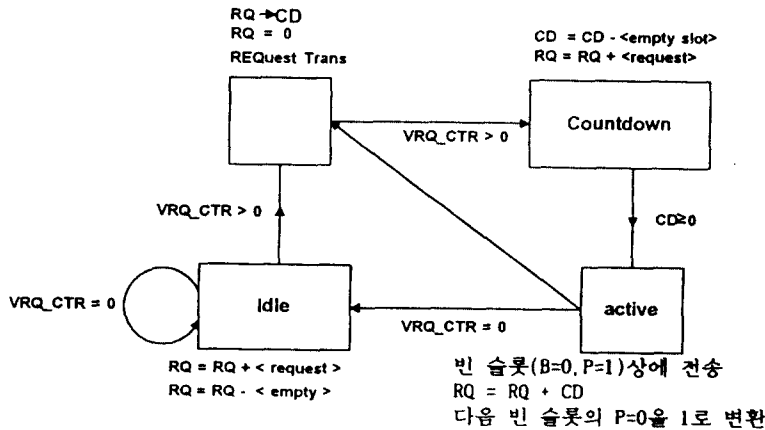 RQ → CD
RQ = 0
REQuest Trans
CD = CD - <empty slot>
RQ = RQ + <request>
Countdown
VRQ_CTR > 0
VRQ_CTR > 0
CD≥0
VRQ_CTR = 0
Idle
active
VRQ_CTR = 0
RQ = RQ + < request >
RQ = RQ - < empty >
빈 슬롯(B=0, P=1)상에 전송
RQ = RQ + CD
다음 빈 슬롯의 P=0을 1로 변환